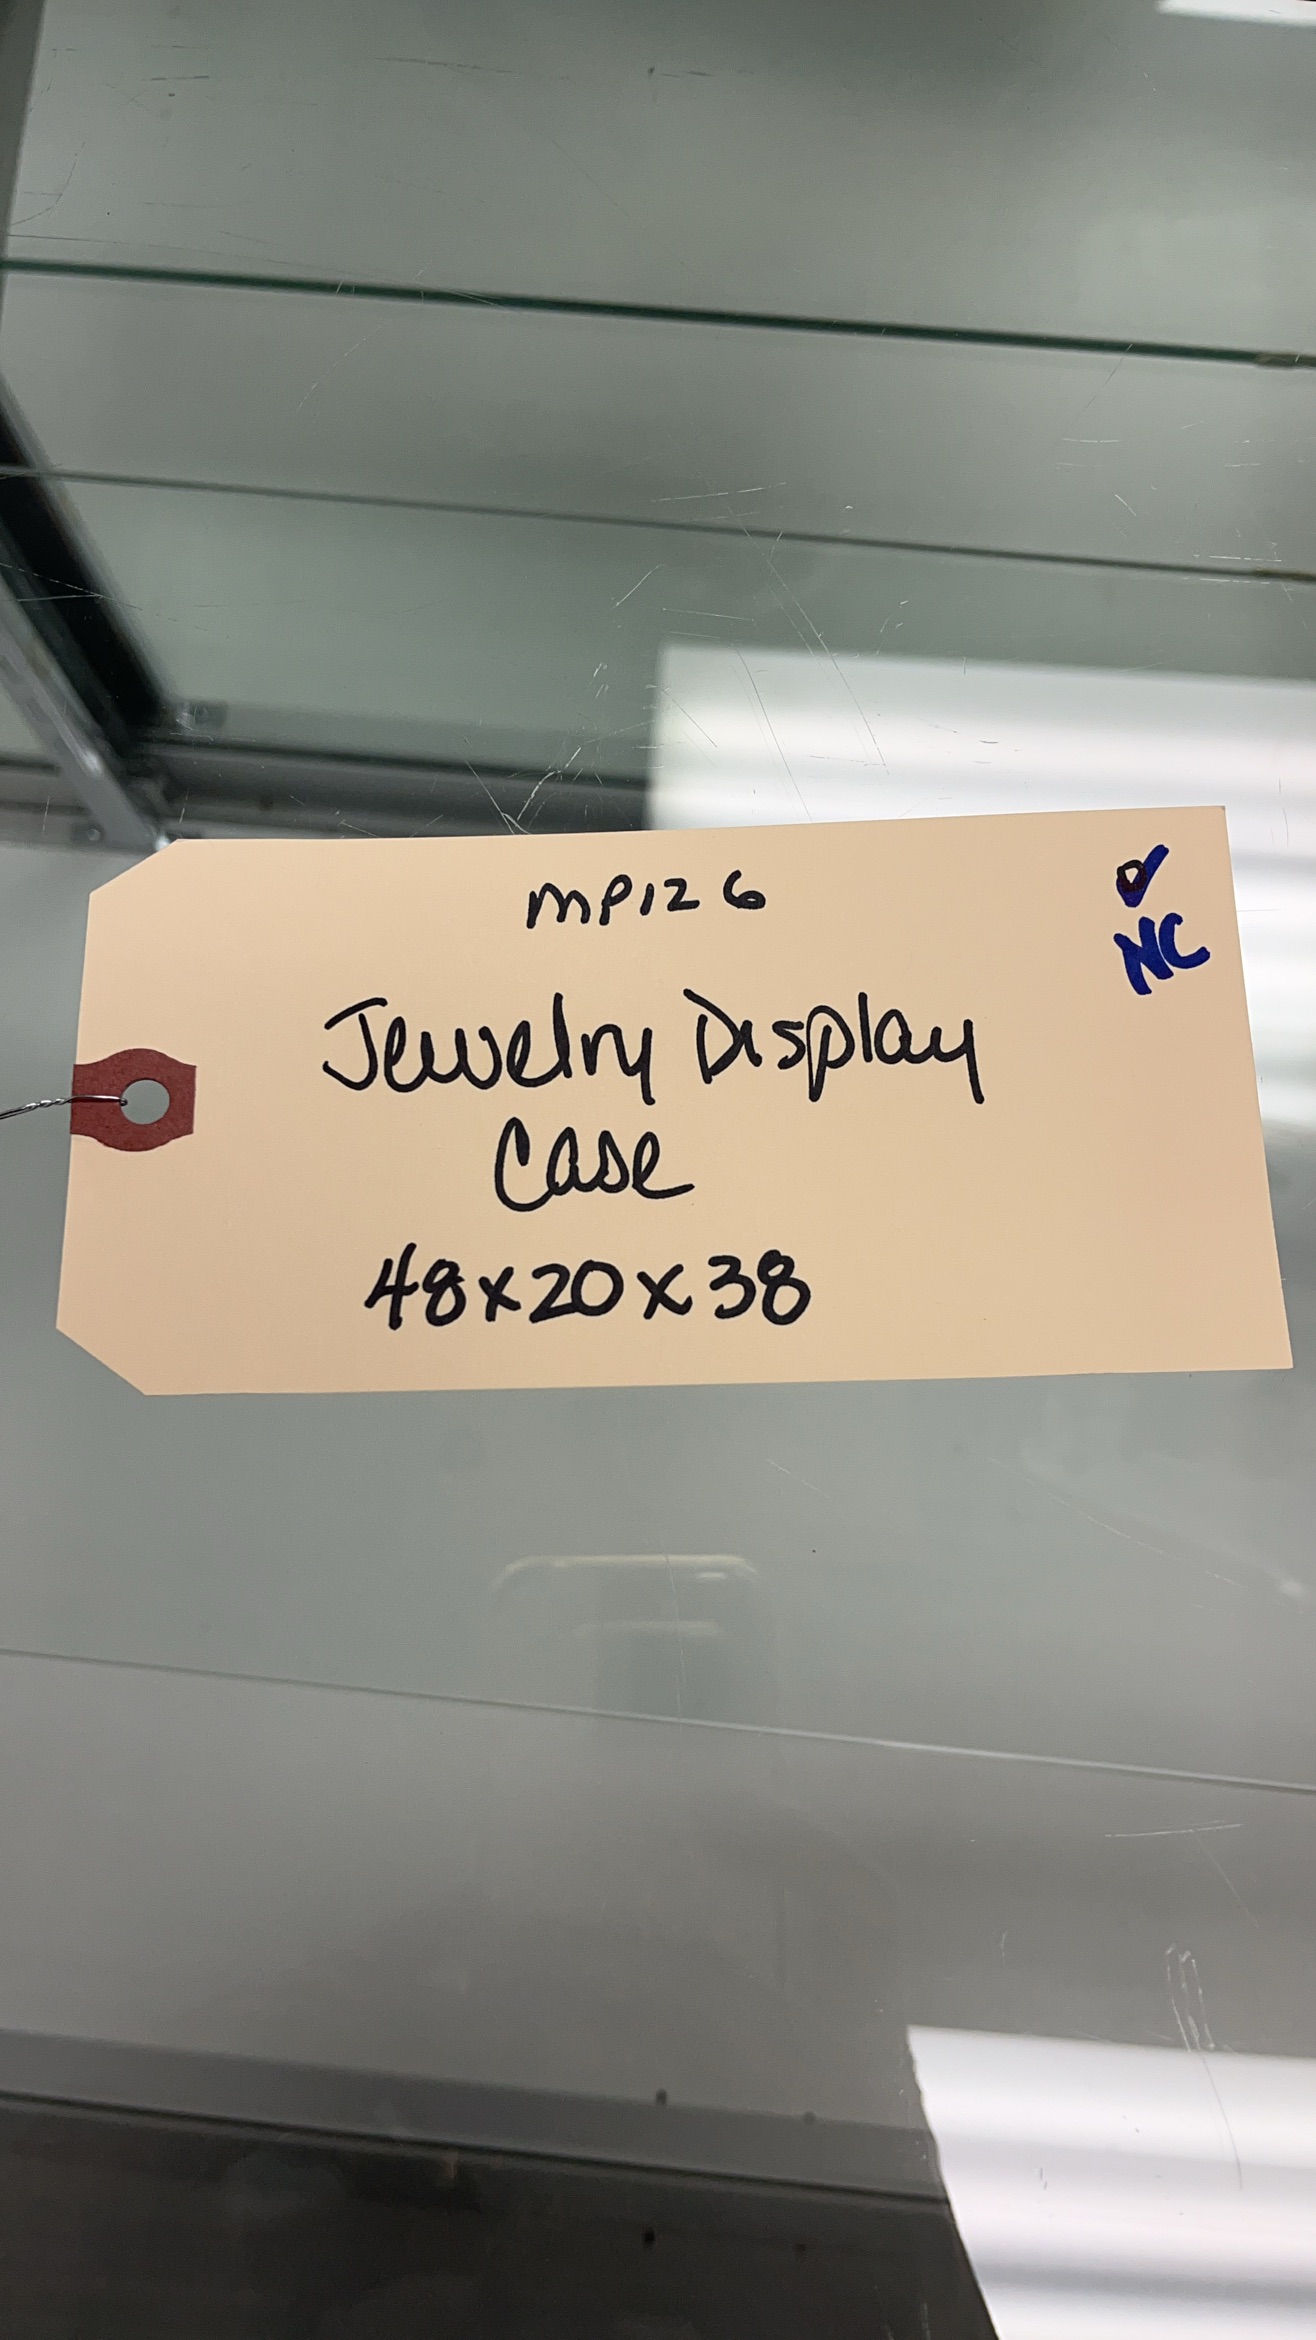 MP126
NC
Jewelry Display
Case
48x20x38